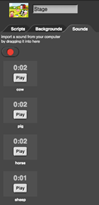 Stage
Scripts Backgrounds Sounds
import a sound from your computer
by dragging it into here
0:02
Play
cow
0:02
Play
pig
0:02
Play
horse
0:01
Play
sheep